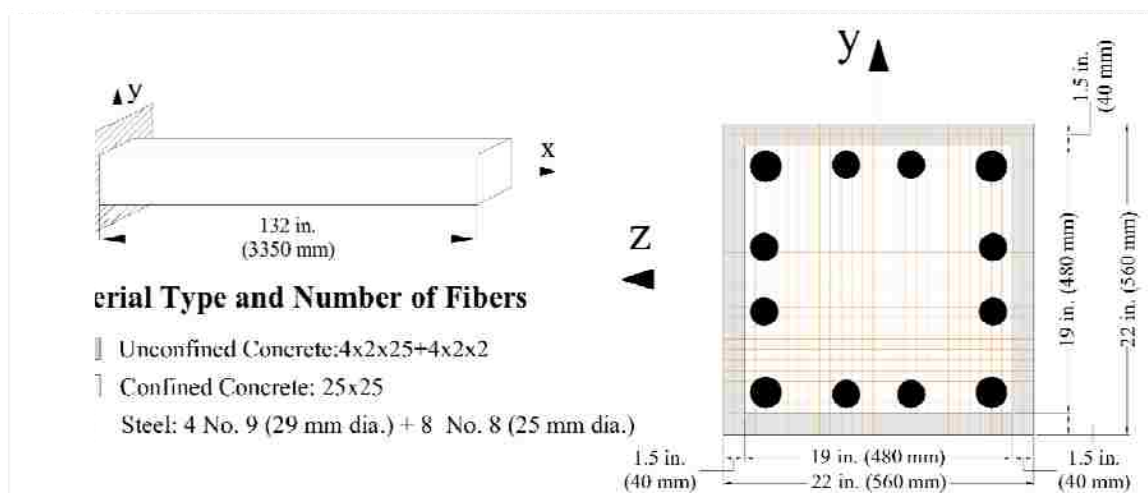 y
x
132 in.
(3350 mm)
erial Type and Number of Fibers
Unconfined Concrete:4x2x25+4x2x2
Confined Concrete: 25x25
Steel: 4 No. 9 (29 mm dia.) + 8 No. 8 (25 mm dia.)
y
z
1.5 in.
(40 mm)
19 in. (480 mm)
22 in. (560 mm)
1.5 in.
(40 mm)
19 in. (480 mm)
22 in. (560 mm)
1.5 in.
(40 mm)